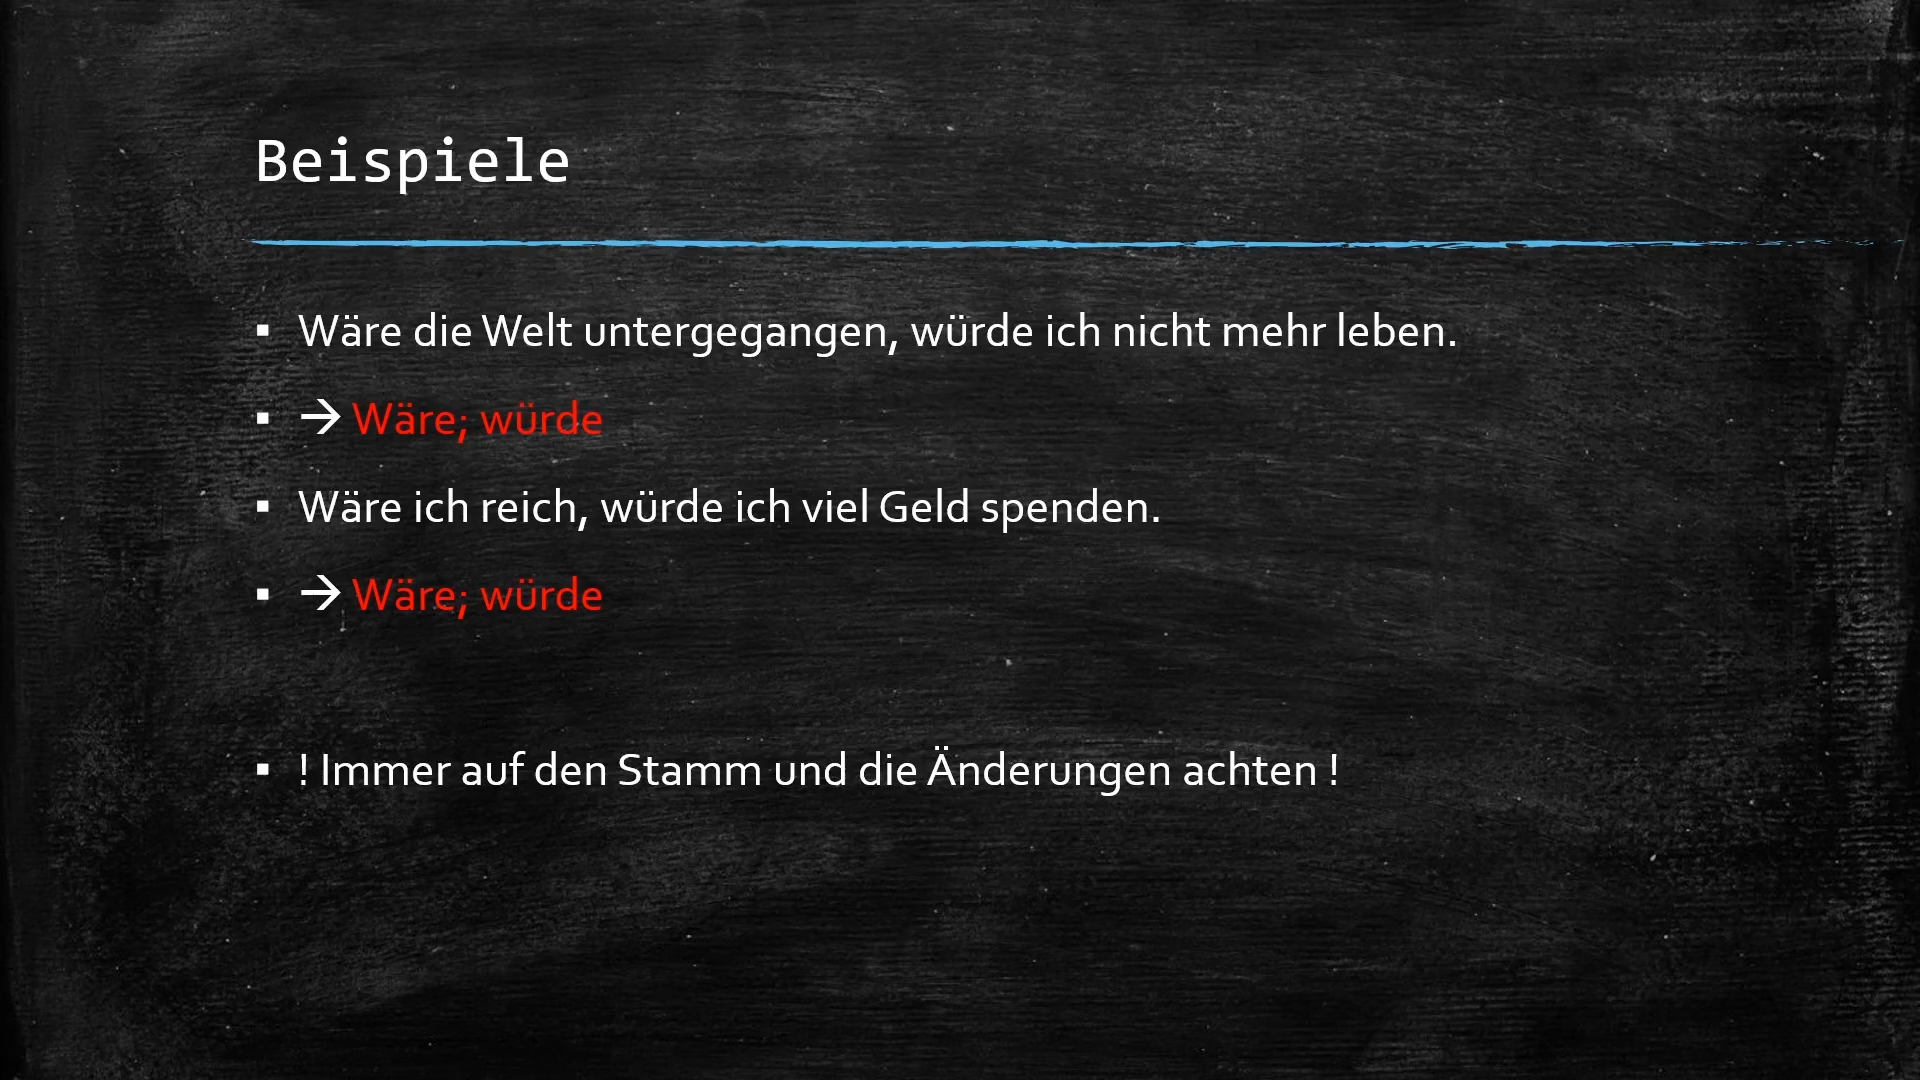 Beispiele
▪ Wäre die Welt untergegangen, würde ich nicht mehr leben.
▪ → Wäre; würde
▪ Wäre ich reich, würde ich viel Geld spenden.
▪ → Wäre; würde
▪ ! Immer auf den Stamm und die Änderungen achten !